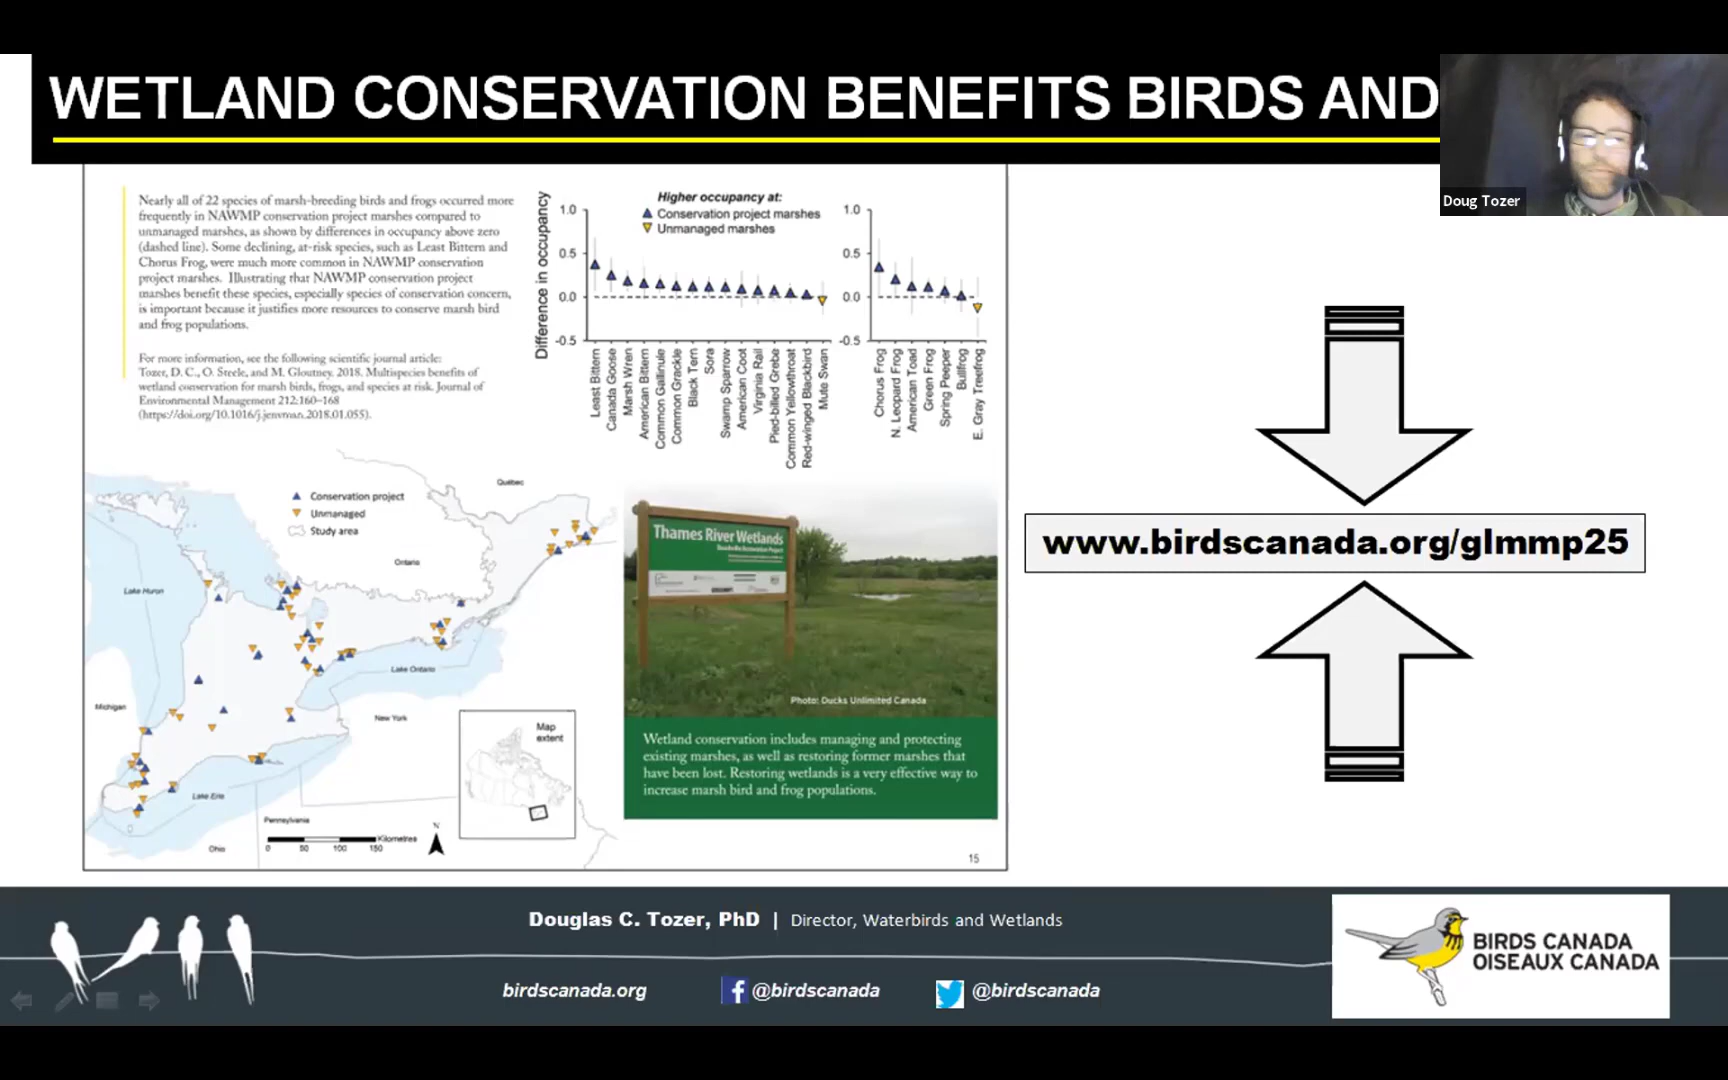 WETLAND CONSERVATION BENEFITS BIRDS AND
Doug Tozer
Nearly all of 22 species of marsh-breeding birds and frogs occurred more
frequently in NAWMP conservation project marshes compared to
unmanaged marshes, as shown by differences in occupancy above zero
(dashed line). Some declining, at-risk species, such as Least Bittern and
Chorus Frog, were much more common in NAWMP conservation
project marshes. Illustrating that NAWMP conservation project
marshes benefit these species, especially species of conservation concern,
is important because it justifies more resources to conserve marsh bird
and frog populations.
For more information, see the following scientific journal article:
Tozer, D. C., O. Steele, and M. Gloutney. 2018. Multispecies benefits of
wetland conservation for marsh birds, frogs, and species at risk. Journal of
Environmental Management 212:160–168
(https://doi.org/10.1016/j.jenvman.2018.01.055).
Difference in occupancy
1.0
0.5
0.0
-0.5
Higher occupancy at:
Conservation project marshes
Unmanaged marshes
Least Bittern
Canada Goose
Marsh Wren
American Bittern
Common Gallinule
Common Grackle
Black Tern
Sora
Swamp Sparrow
American Coot
Virginia Rail
Pied-billed Grebe
Common Yellowthroat
Red-winged Blackbird
Mute Swan
1.0
0.5
0.0
-0.5
Chorus Frog
N. Leopard Frog
American Toad
Green Frog
Spring Peeper
Bullfrog
E. Gray Treefrog
Conservation project
Unmanaged
Study area
Québec
Ontario
Lake Huron
Lake Ontario
Michigan
New York
Lake Erie
Pennsylvania
Ohio
Kilometres
0 50 100 150
N
Map
extent
Thames River Wetlands
Photo: Ducks Unlimited Canada
Wetland conservation includes managing and protecting
existing marshes, as well as restoring former marshes that
have been lost. Restoring wetlands is a very effective way to
increase marsh bird and frog populations.
15
www.birdscanada.org/glmmp25
Douglas C. Tozer, PhD | Director, Waterbirds and Wetlands
birdscanada.org
@birdscanada
@birdscanada
BIRDS CANADA
OISEAUX CANADA